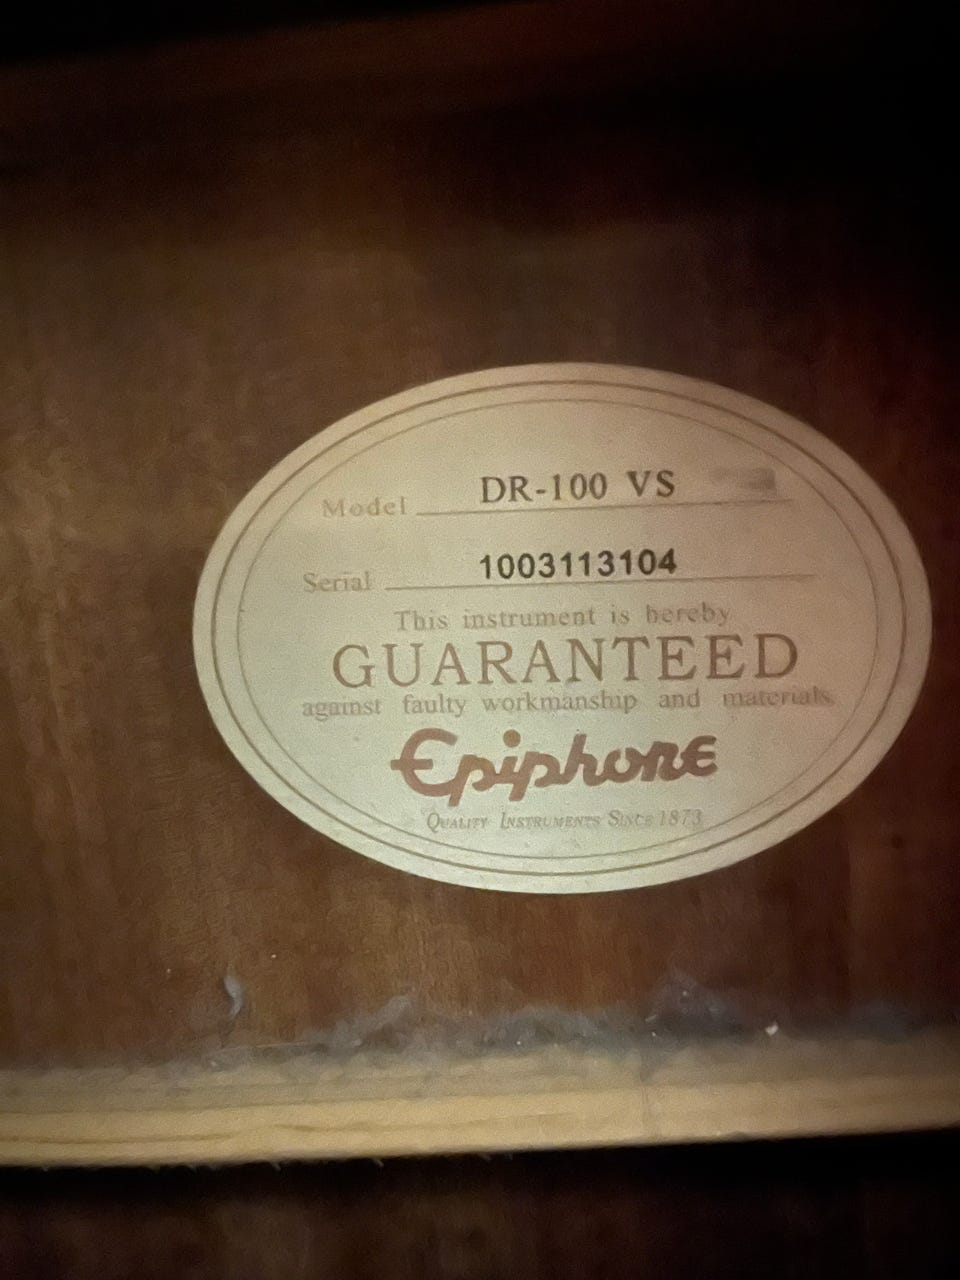 Model DR-100 VS
Serial 1003113104
This instrument is hereby
GUARANTEED
against faulty workmanship and materials.
Epiphone
Quality Instruments Since 1873